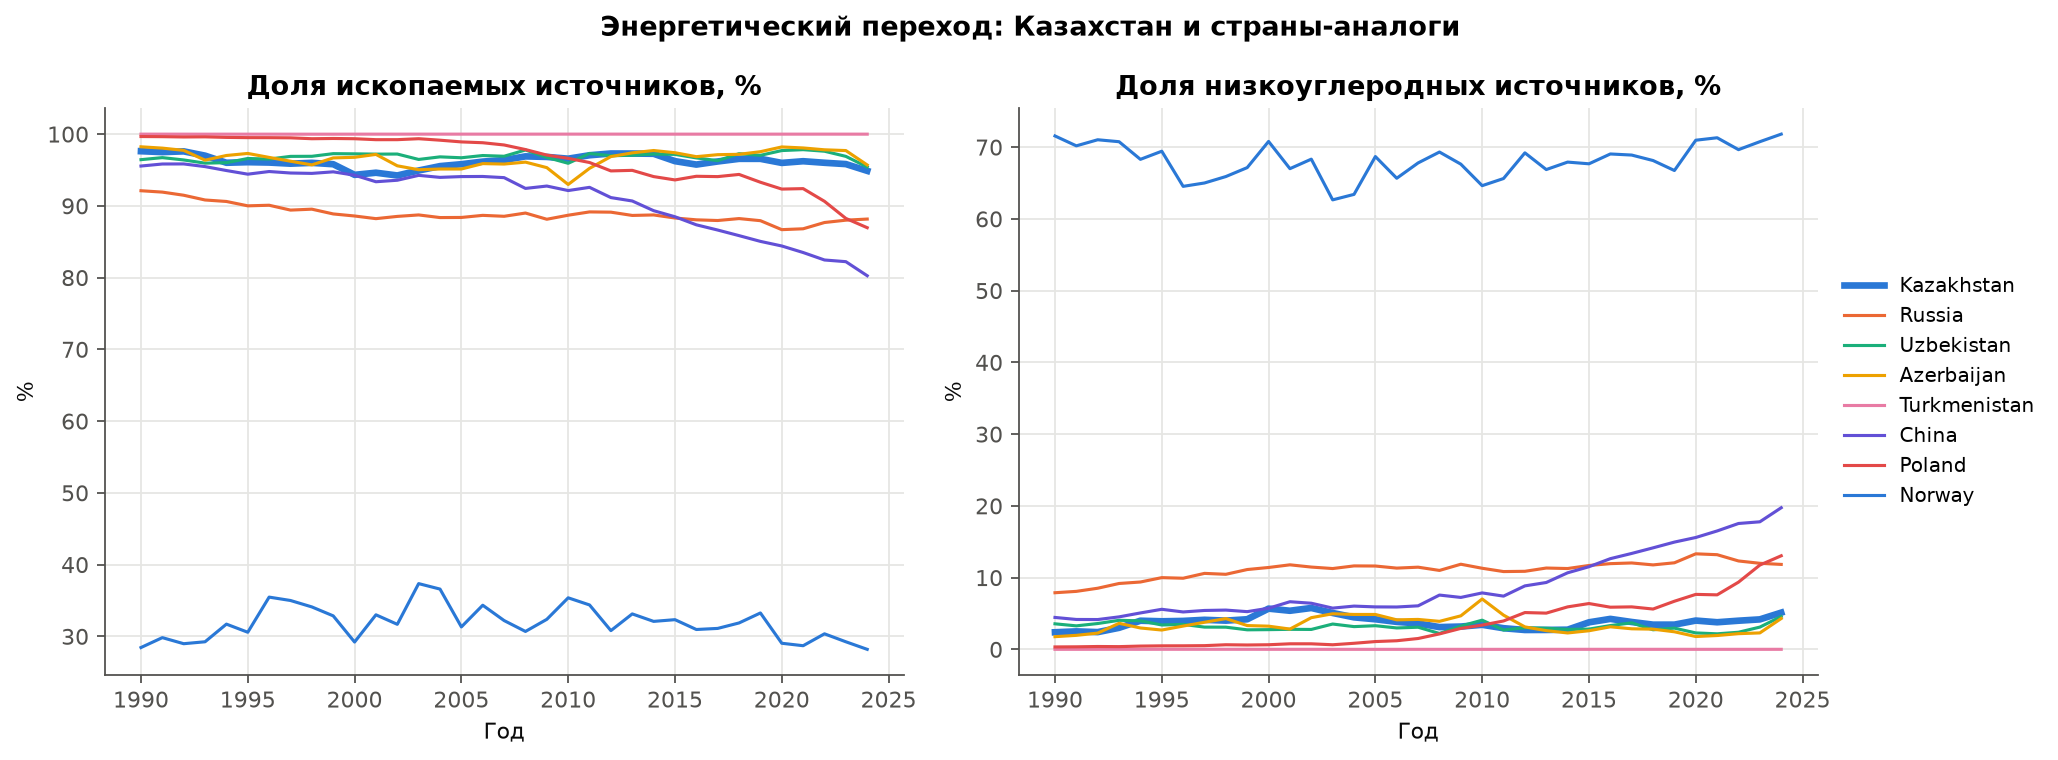 Энергетический переход: Казахстан и страны-аналоги
Доля ископаемых источников, %
100
90
80
70
60
50
40
30
%
1990 1995 2000 2005 2010 2015 2020 2025
Год
Доля низкоуглеродных источников, %
70
60
50
40
30
20
10
0
%
1990 1995 2000 2005 2010 2015 2020 2025
Год
Kazakhstan
Russia
Uzbekistan
Azerbaijan
Turkmenistan
China
Poland
Norway